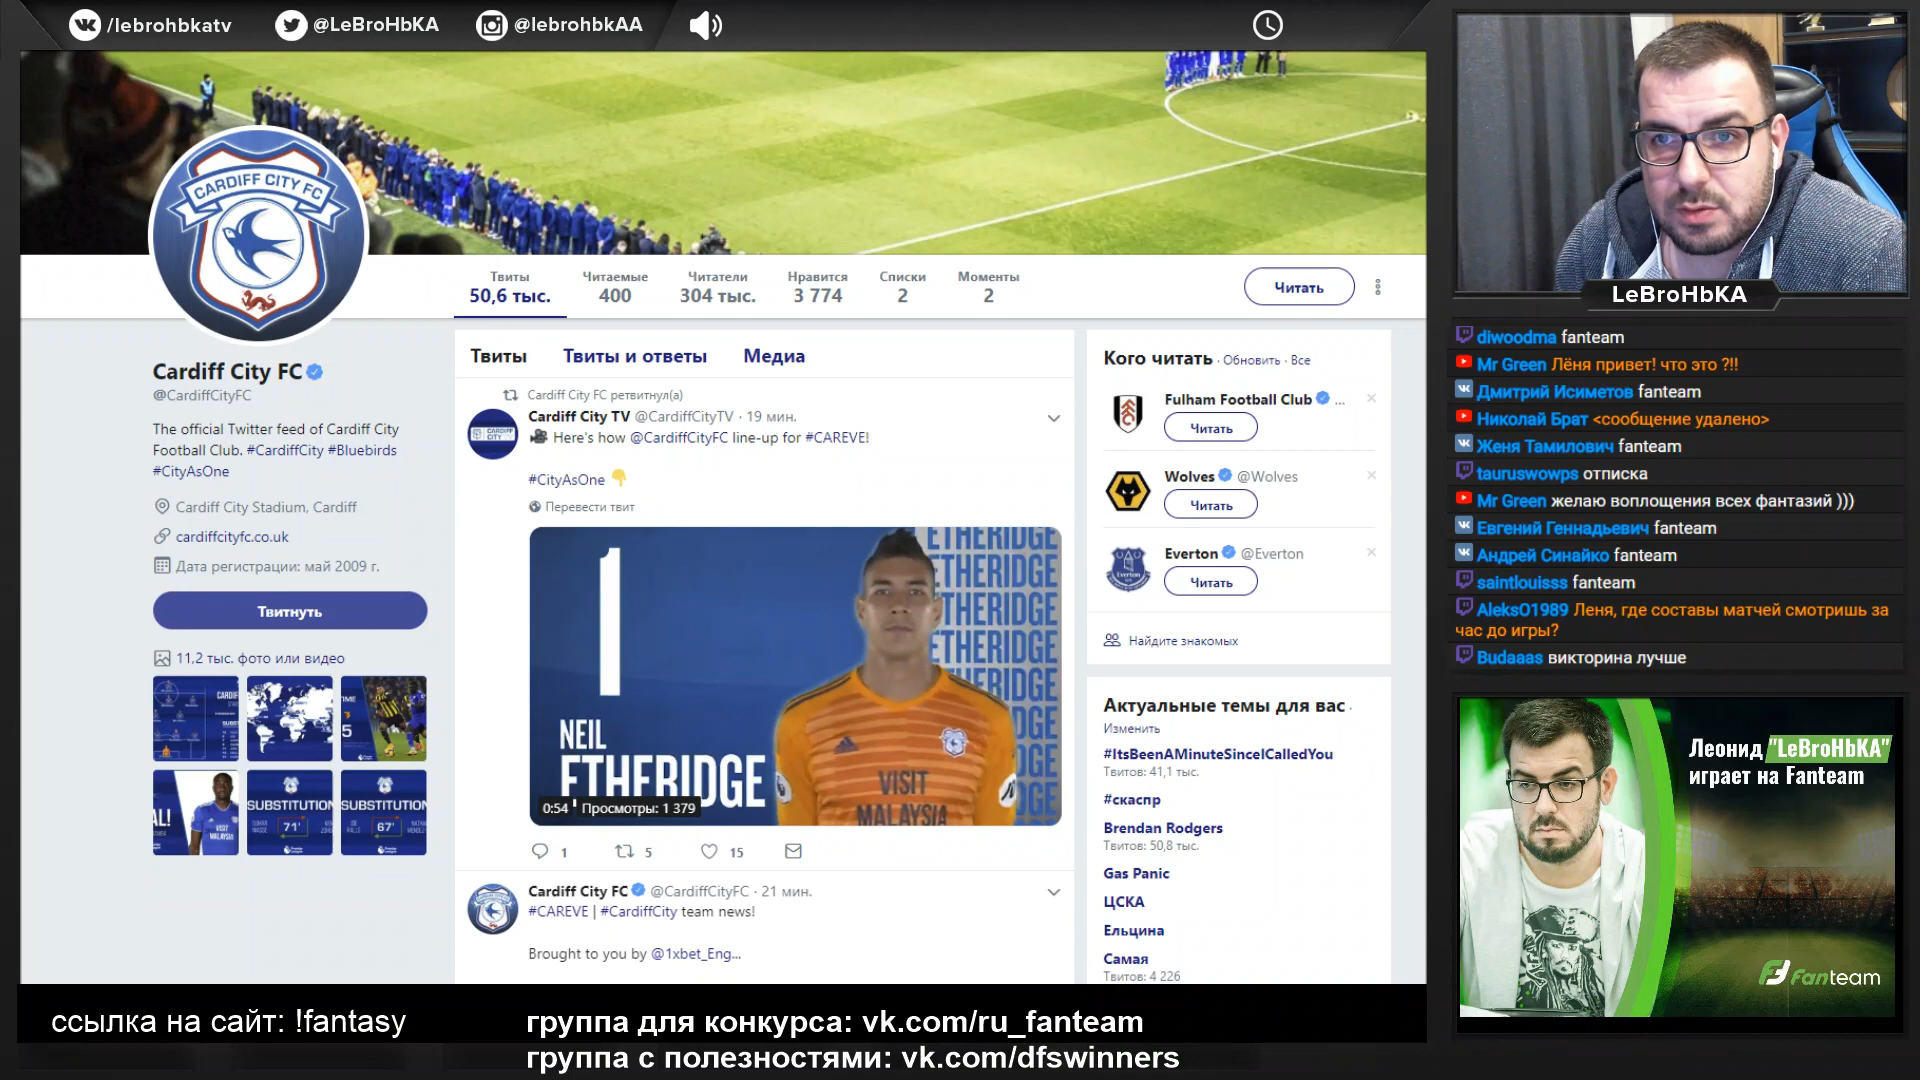 /lebrohbkatv
@LeBroHbKA
@lebrohbkAA
CARDIFF CITY FC
Твиты
50,6 тыс.
Читаемые
400
Читатели
304 тыс.
Нравится
3 774
Списки
2
Моменты
2
Читать
Cardiff City FC
@CardiffCityFC
The official Twitter feed of Cardiff City
Football Club. #CardiffCity #Bluebirds
#CityAsOne
Cardiff City Stadium, Cardiff
cardiffcityfc.co.uk
Дата регистрации: май 2009 г.
Твитнуть
11,2 тыс. фото или видео
SUBSTITUTION
71'
SUBSTITUTION
67'
Твиты
Твиты и ответы
Медиа
Cardiff City FC ретвитнул(а)
Cardiff City TV @CardiffCityTV · 19 мин.
Here's how @CardiffCityFC line-up for #CAREVE!
#CityAsOne
Перевести твит
1
NEIL
ETHERIDGE
ETHERIDGE
ETHERIDGE
ETHERIDGE
VISIT
MALAYSIA
0:54
Просмотры: 1 379
1
5
15
Cardiff City FC @CardiffCityFC · 21 мин.
#CAREVE | #CardiffCity team news!
Brought to you by @1xbet_Eng...
Кого читать · Обновить · Все
Fulham Football Club ...
Читать
Wolves @Wolves
Читать
Everton @Everton
Читать
Найдите знакомых
Актуальные темы для вас ·
Изменить
#ItsBeenAMinuteSinceICalledYou
Твитов: 41,1 тыс.
#скаспр
Brendan Rodgers
Твитов: 50,8 тыс.
Gas Panic
ЦСКА
Ельцина
Самая
Твитов: 4 226
LeBroHbKA
diwoodma fanteam
Mr Green Лёня привет! что это ?!!
Дмитрий Исиметов fanteam
Николай Брат <сообщение удалено>
Женя Тамилович fanteam
tauruswowps отписка
Mr Green желаю воплощения всех фантазий )))
Евгений Геннадьевич fanteam
Андрей Синайко fanteam
saintlouisss fanteam
AleksO1989 Леня, где составы матчей смотришь за
час до игры?
Budaaas викторина лучше
Леонид "LeBroHbKA"
играет на Fanteam
Fanteam
ссылка на сайт: !fantasy
группа для конкурса: vk.com/ru_fanteam
группа с полезностями: vk.com/dfswinners